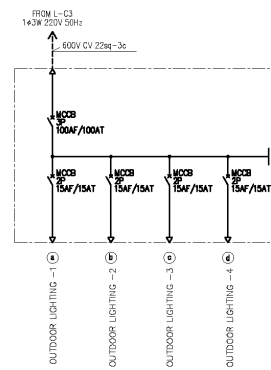 FROM L-C3
1ϕ3W 220V 50Hz
600V CV 22sq-3c
MCCB
3P
100AF/100AT
MCCB
2P
15AF/15AT
MCCB
2P
15AF/15AT
MCCB
2P
15AF/15AT
MCCB
2P
15AF/15AT
a
b
c
d
OUTDOOR LIGHTING -1
OUTDOOR LIGHTING -2
OUTDOOR LIGHTING -3
OUTDOOR LIGHTING -4